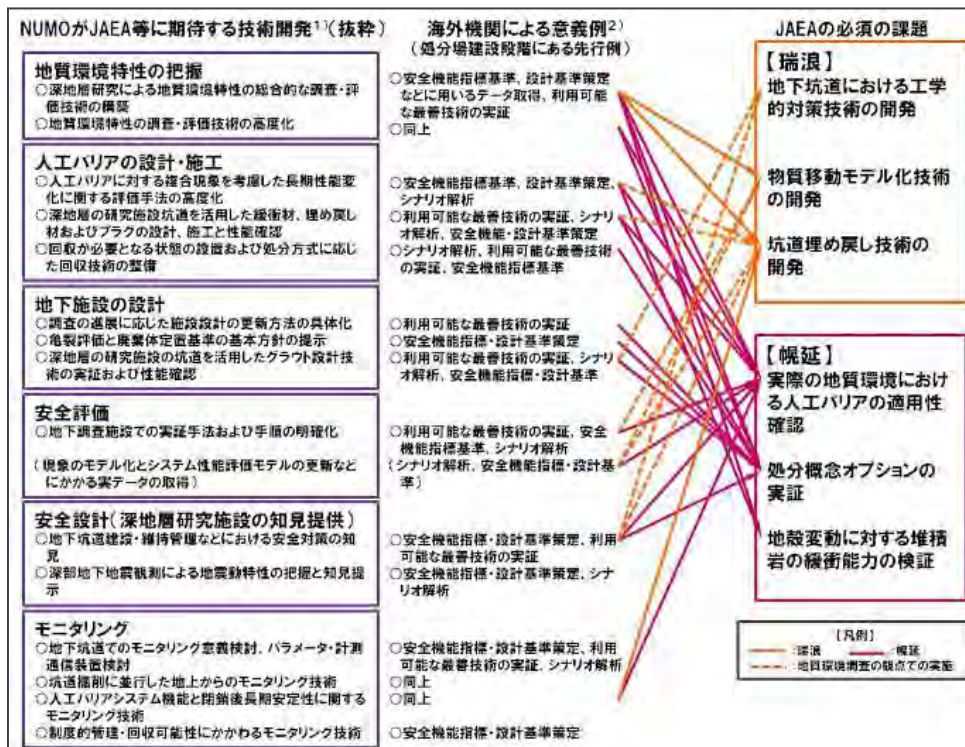 NUMOがJAEA等に期待する技術開発1)(抜粋)
地質環境特性の把握
○深地層研究による地質環境特性の総合的な調査・評
価技術の構築
○地質環境特性の調査・評価技術の高度化
人工バリアの設計・施工
○人工バリアに対する複合現象を考慮した長期性能変
化に関する評価手法の高度化
○深地層の研究施設坑道を活用した緩衝材、埋め戻し
材およびプラグの設計、施工と性能確認
○回収が必要となる状態の設置および処分方式に応じ
た回収技術の整備
地下施設の設計
○調査の進展に応じた施設設計の更新方法の具体化
○亀裂評価と廃棄体定置基準の基本方針の提示
○深地層の研究施設の坑道を活用したグラウト設計技
術の実証および性能確認
安全評価
○地下調査施設での実証手法および手順の明確化
(現象のモデル化とシステム性能評価モデルの更新など
にかかる実データの取得)
安全設計(深地層研究施設の知見提供)
○地下坑道建設・維持管理などにおける安全対策の知
見
○深部地下地震観測による地震動特性の把握と知見提
示
モニタリング
○地下坑道でのモニタリング意義検討、パラメータ・計測
通信装置検討
○坑道掘削に並行した地上からのモニタリング技術
○人工バリアシステム機能と閉鎖後長期安定性に関する
モニタリング技術
○制度的管理・回収可能性にかかわるモニタリング技術
海外機関による意義例2)
(処分場建設段階にある先行例)
○安全機能指標基準、設計基準策定
などに用いるデータ取得、利用可能
な最善技術の実証
○同上
○安全機能指標基準、設計基準策定、
シナリオ解析
○利用可能な最善技術の実証、シナリ
オ解析、安全機能・設計基準策定
○シナリオ解析、利用可能な最善技術
の実証、安全機能指標基準
○利用可能な最善技術の実証
○安全機能指標・設計基準策定
○利用可能な最善技術の実証、シナリ
オ解析、安全機能指標・設計基準
○利用可能な最善技術の実証、安全
機能指標基準、シナリオ解析
(シナリオ解析、安全機能指標・設計基
準)
○安全機能指標・設計基準策定、利用
可能な最善技術の実証
○安全機能指標・設計基準策定、シナ
リオ解析
○安全機能指標・設計基準策定、利用
可能な最善技術の実証、シナリオ解析
○同上
○同上
○安全機能指標・設計基準策定
JAEAの必須の課題
【瑞浪】
地下坑道における工学
的対策技術の開発
物質移動モデル化技術
の開発
坑道埋め戻し技術の
開発
【幌延】
実際の地質環境におけ
る人工バリアの適用性
確認
処分概念オプションの
実証
地殻変動に対する堆積
岩の緩衝能力の検証
【凡例】
:瑞浪 :幌延
:地質環境調査の観点での実施